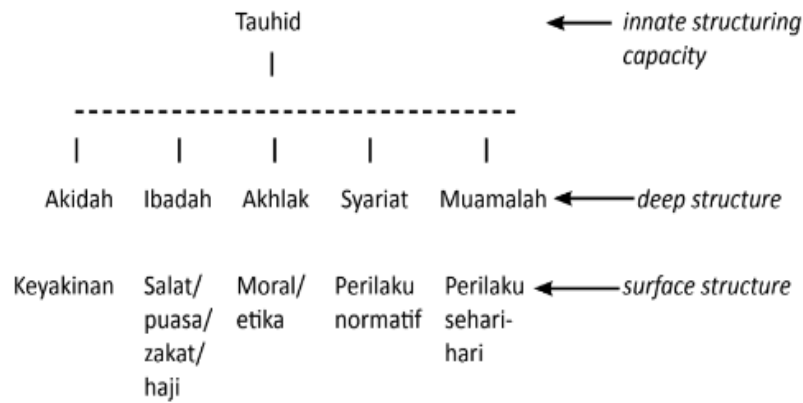 Tauhid innate structuring
capacity
Akidah Ibadah Akhlak Syariat Muamalah deep structure
Keyakinan Salat/ Moral/ Perilaku Perilaku surface structure
puasa/ etika normatif sehari-
zakat/ hari
haji